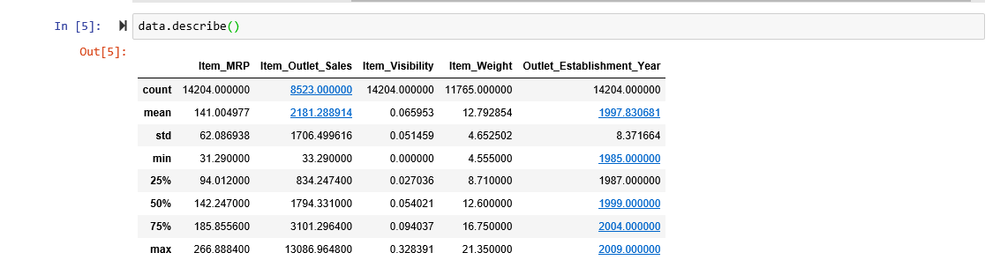 In [5]: data.describe()
Out[5]:
Item_MRP Item_Outlet_Sales Item_Visibility Item_Weight Outlet_Establishment_Year
count 14204.000000 8523.000000 14204.000000 11765.000000 14204.000000
mean 141.004977 2181.288914 0.065953 12.792854 1997.830681
std 62.086938 1706.499616 0.051459 4.652502 8.371664
min 31.290000 33.290000 0.000000 4.555000 1985.000000
25% 94.012000 834.247400 0.027036 8.710000 1987.000000
50% 142.247000 1794.331000 0.054021 12.600000 1999.000000
75% 185.855600 3101.296400 0.094037 16.750000 2004.000000
max 266.888400 13086.964800 0.328391 21.350000 2009.000000